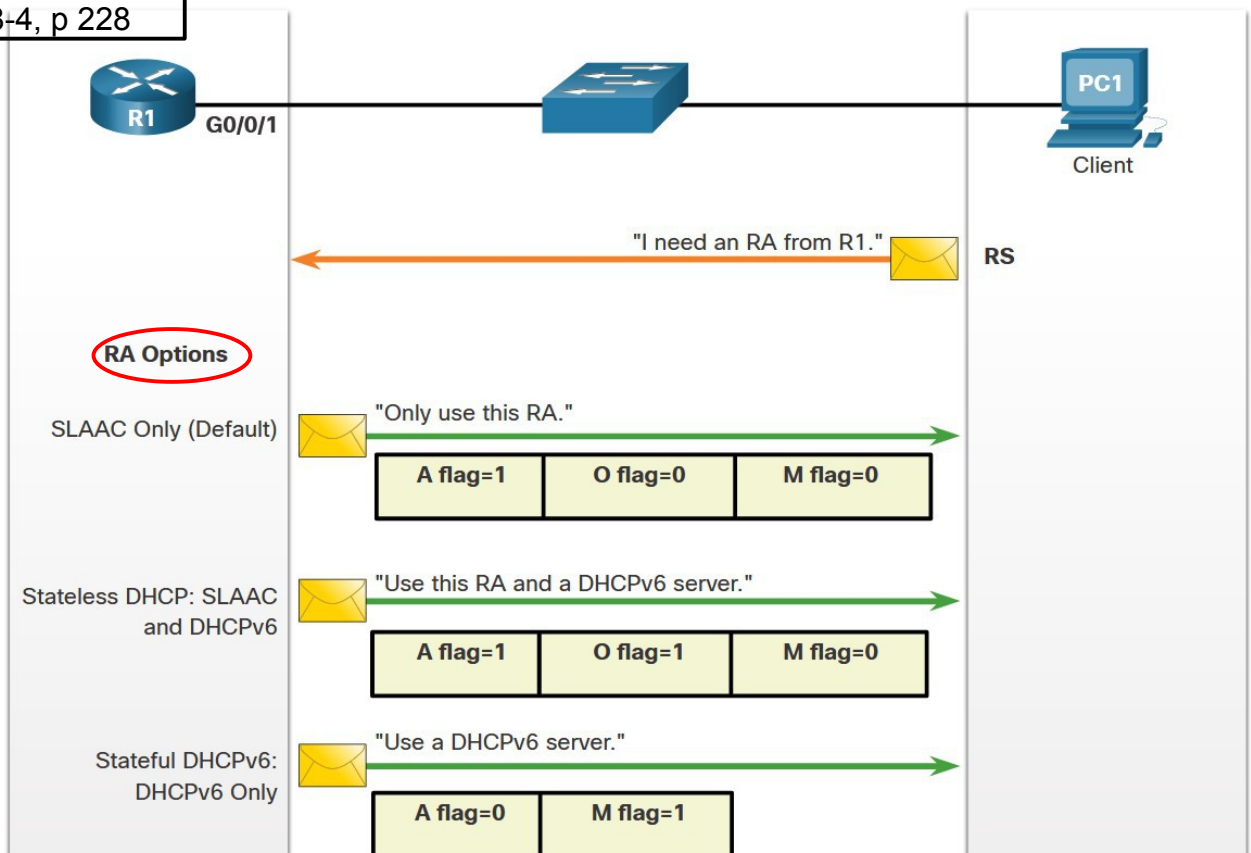 3-4, p 228
R1
G0/0/1
PC1
Client
"I need an RA from R1."
RS
RA Options
SLAAC Only (Default)
"Only use this RA."
A flag=1 O flag=0 M flag=0
Stateless DHCP: SLAAC
and DHCPv6
"Use this RA and a DHCPv6 server."
A flag=1 O flag=1 M flag=0
Stateful DHCPv6:
DHCPv6 Only
"Use a DHCPv6 server."
A flag=0 M flag=1